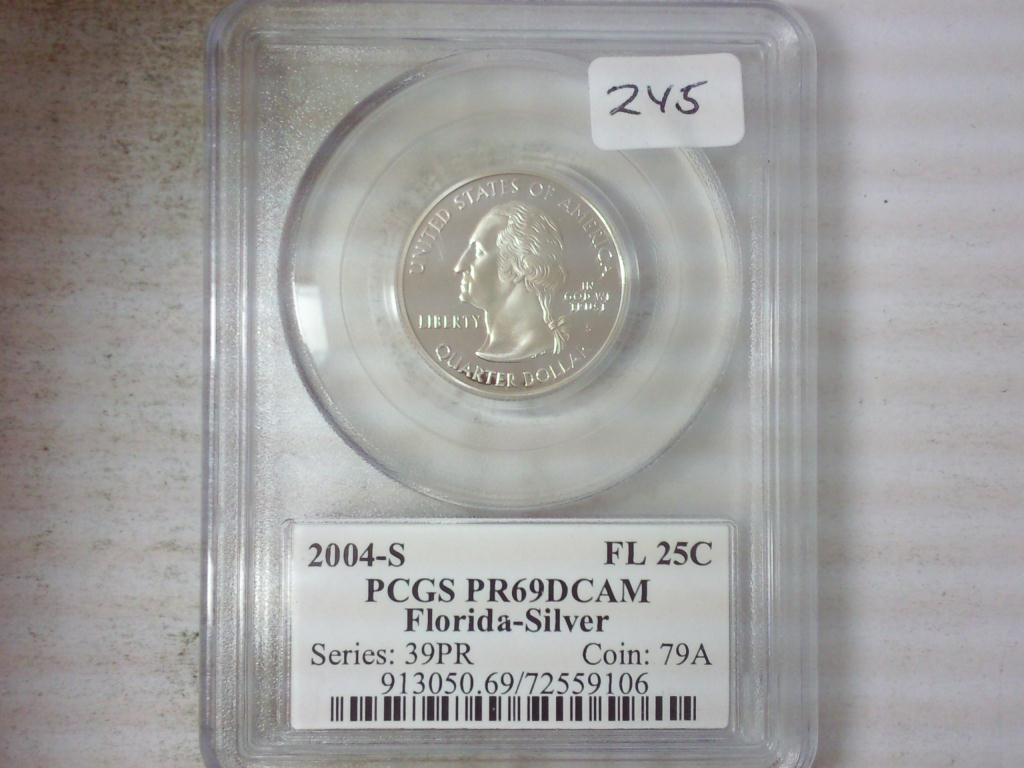 245
UNITED STATES OF AMERICA
IN
GOD WE
TRUST
LIBERTY
S
QUARTER DOLLAR
2004-S FL 25C
PCGS PR69DCAM
Florida-Silver
Series: 39PR Coin: 79A
913050.69/72559106